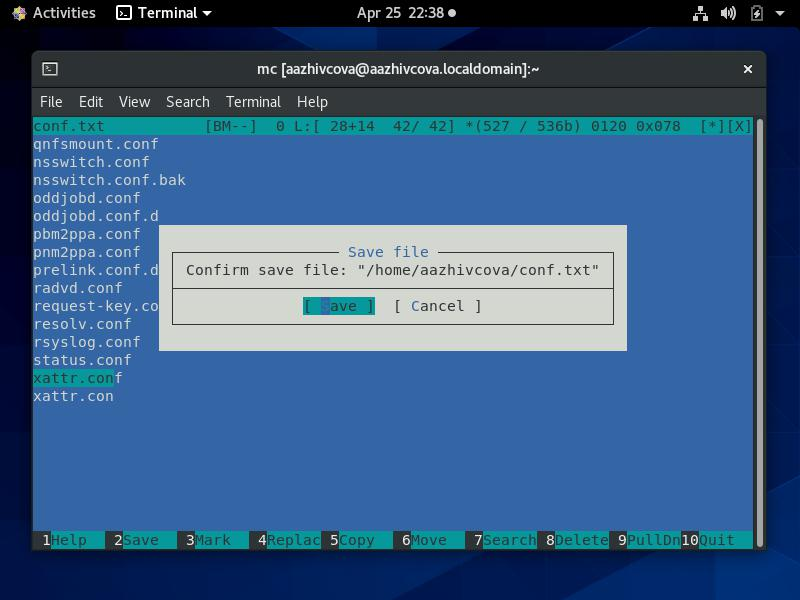 Activities Terminal Apr 25 22:38
mc [aazhivcova@aazhivcova.localdomain]:~
File Edit View Search Terminal Help
conf.txt [BM--] 0 L:[ 28+14 42/ 42] *(527 / 536b) 0120 0x078 [*][X]
qnfsmount.conf
nsswitch.conf
nsswitch.conf.bak
oddjobd.conf
oddjobd.conf.d
pbm2ppa.conf
pnm2ppa.conf
prelink.conf.d
radvd.conf
request-key.co
resolv.conf
rsyslog.conf
status.conf
xattr.conf
xattr.con
Save file
Confirm save file: "/home/aazhivcova/conf.txt"
[ Save ] [ Cancel ]
1Help 2Save 3Mark 4Replac 5Copy 6Move 7Search 8Delete 9PullDn 10Quit